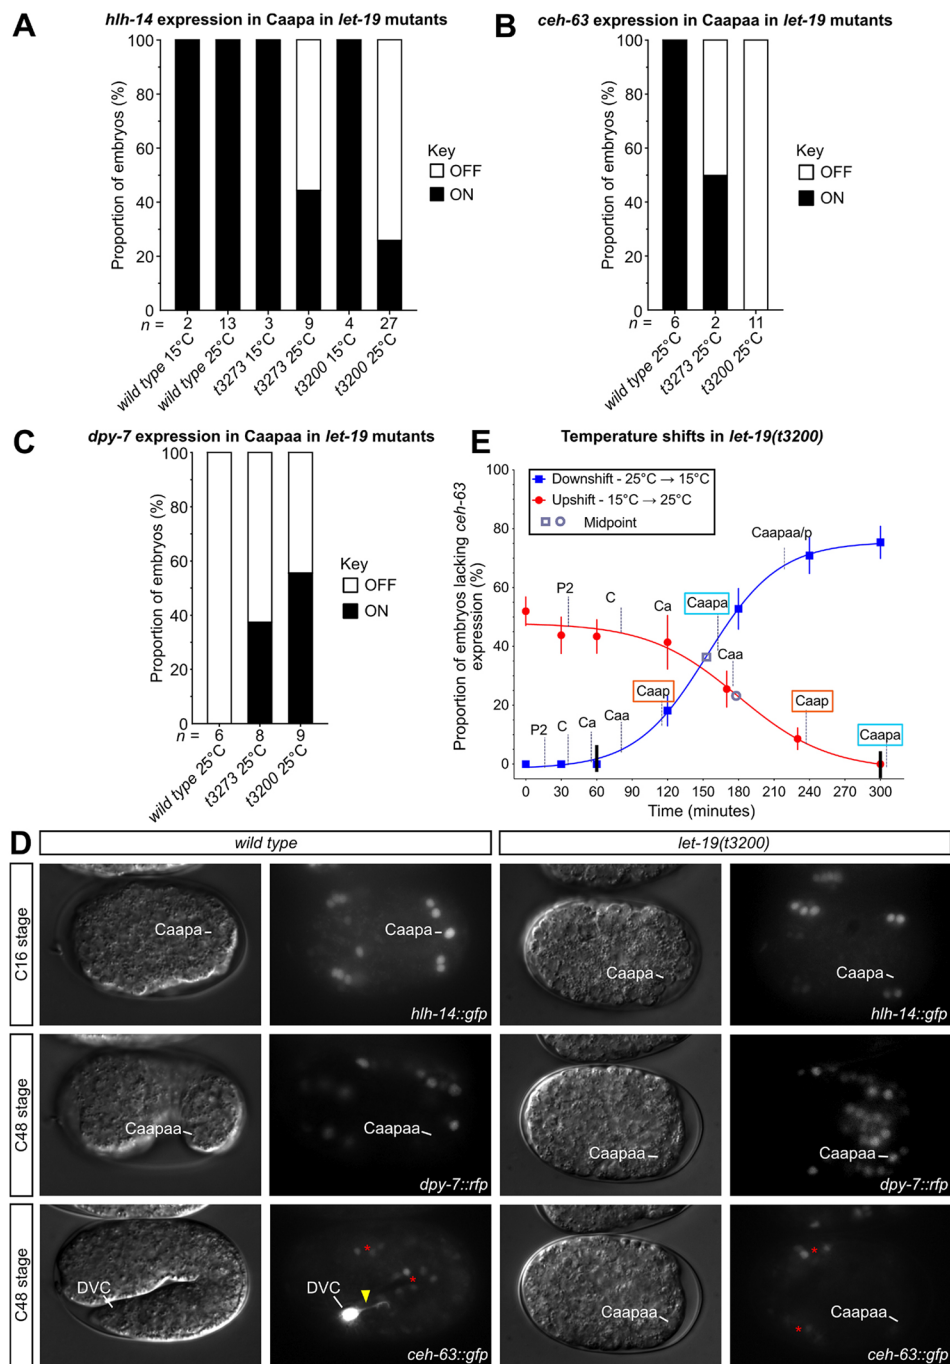 A
hlh-14 expression in Caapa in let-19 mutants
Proportion of embryos (%)
100
80
60
40
20
0
Key
OFF
ON
n = 2 13 3 9 4 27
wild type 15°C
wild type 25°C
t3273 15°C
t3273 25°C
t3200 15°C
t3200 25°C
B
ceh-63 expression in Caapaa in let-19 mutants
Proportion of embryos (%)
100
80
60
40
20
0
Key
OFF
ON
n = 6 2 11
wild type 25°C
t3273 25°C
t3200 25°C
C
dpy-7 expression in Caapaa in let-19 mutants
Proportion of embryos (%)
100
80
60
40
20
0
Key
OFF
ON
n = 6 8 9
wild type 25°C
t3273 25°C
t3200 25°C
E
Temperature shifts in let-19(t3200)
Proportion of embryos lacking ceh-63
expression (%)
100
80
60
40
20
0
Downshift - 25°C → 15°C
Upshift - 15°C → 25°C
Midpoint
Caapaa/p
P2
C
Ca
Caapa
Caa
Caap
Caap
P2
C
Ca
Caa
Caapa
0 30 60 90 120 150 180 210 240 270 300
Time (minutes)
D
wild type
let-19(t3200)
C16 stage
Caapa
Caapa
hlh-14::gfp
Caapa
Caapa
hlh-14::gfp
C48 stage
Caapaa
Caapaa
dpy-7::rfp
Caapaa
Caapaa
dpy-7::rfp
C48 stage
DVC
DVC
*
*
ceh-63::gfp
Caapaa
*
*
Caapaa
ceh-63::gfp